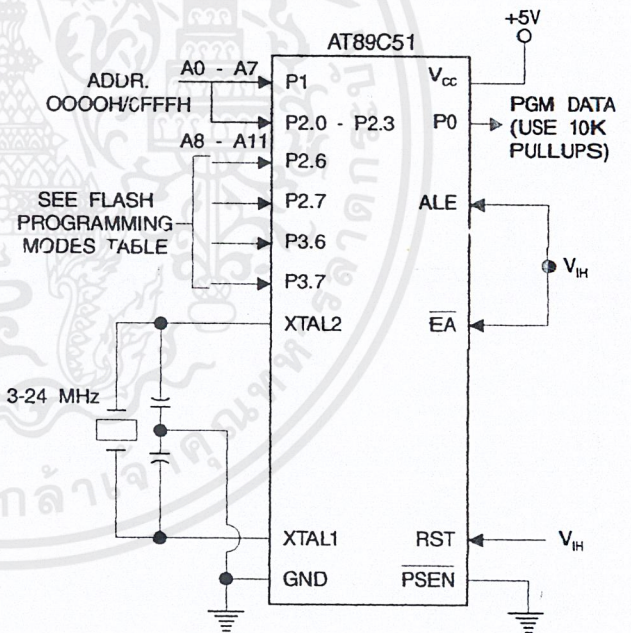 +5V
AT89C51
ADDR.
OOOOH/CFFFH
A0 - A7
P1
VCC
P2.0 - P2.3
P0
PGM DATA
(USE 10K
PULLUPS)
A8 - A11
P2.6
SEE FLASH
PROGRAMMING
MODES TABLE
P2.7
ALE
P3.6
P3.7
VIH
XTAL2
EA
3-24 MHz
XTAL1
RST
VIH
GND
PSEN